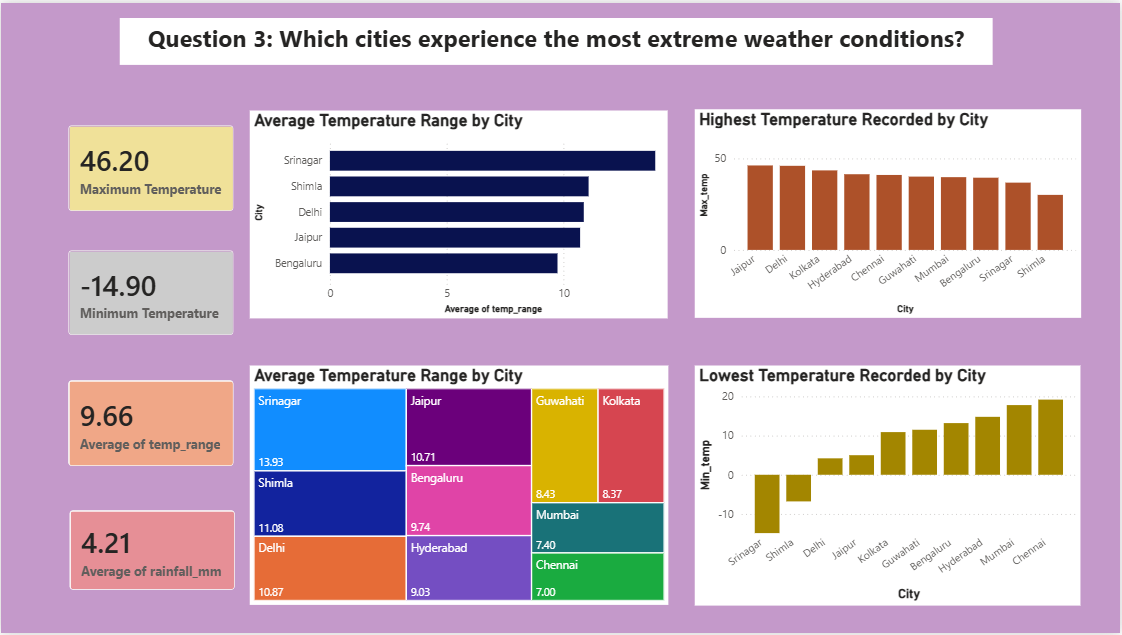 Question 3: Which cities experience the most extreme weather conditions?
46.20
Maximum Temperature
-14.90
Minimum Temperature
9.66
Average of temp_range
4.21
Average of rainfall_mm
Average Temperature Range by City
City
Srinagar
Shimla
Delhi
Jaipur
Bengaluru
0 5 10
Average of temp_range
Highest Temperature Recorded by City
Max_temp
50
0
Jaipur Delhi Kolkata Hyderabad Chennai Guwahati Mumbai Bengaluru Srinagar Shimla
City
Average Temperature Range by City
Srinagar
13.93
Shimla
11.08
Delhi
10.87
Jaipur
10.71
Bengaluru
9.74
Hyderabad
9.03
Guwahati
8.43
Kolkata
8.37
Mumbai
7.40
Chennai
7.00
Lowest Temperature Recorded by City
Min_temp
20
10
0
-10
Srinagar Shimla Delhi Jaipur Kolkata Guwahati Bengaluru Hyderabad Mumbai Chennai
City